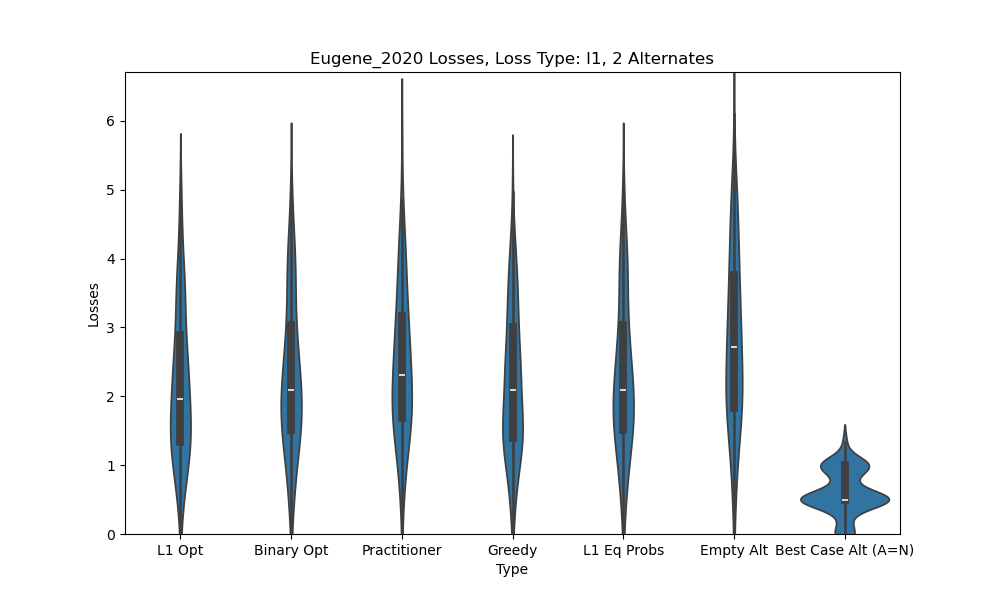 Eugene_2020 Losses, Loss Type: l1, 2 Alternates
Losses
6
5
4
3
2
1
0
L1 Opt
Binary Opt
Practitioner
Greedy
L1 Eq Probs
Empty Alt
Best Case Alt (A=N)
Type